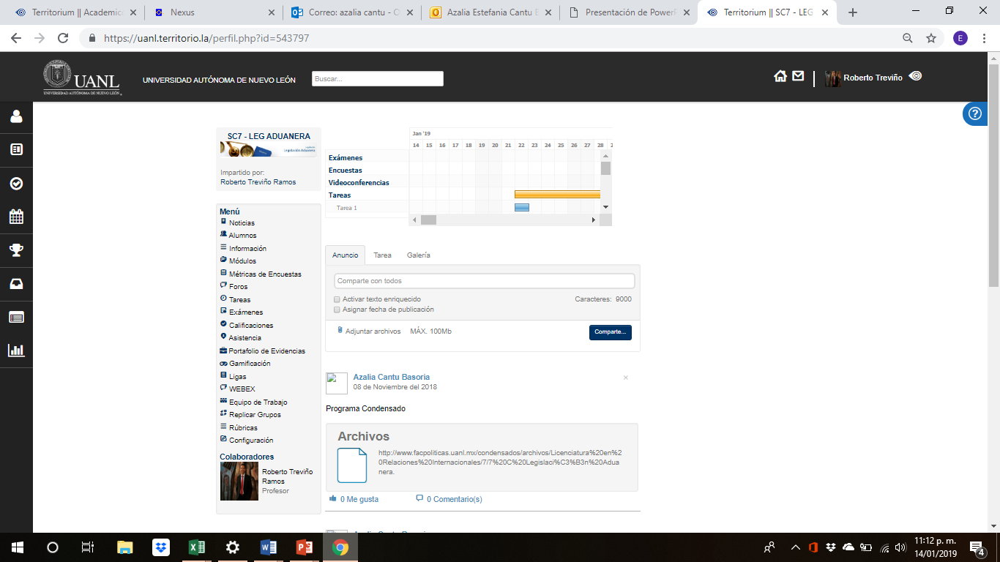 Territorium || Academic
Nexus
Correo: azalia cantu - O
Azalia Estefania Cantu B
Presentación de PowerP
Territorium || SC7 - LEG
https://uanl.territorio.la/perfil.php?id=543797
E
UANL
UNIVERSIDAD AUTÓNOMA DE NUEVO LEÓN
UNIVERSIDAD AUTÓNOMA DE NUEVO LEÓN
Buscar...
Roberto Treviño
SC7 - LEG ADUANERA
Legislación Aduanera
Impartido por:
Roberto Treviño Ramos
Jan '19
14 15 16 17 18 19 20 21 22 23 24 25 26 27 28 2
Exámenes
Encuestas
Videoconferencias
Tareas
Tarea 1
Menú
Noticias
Alumnos
Información
Módulos
Métricas de Encuestas
Foros
Tareas
Exámenes
Calificaciones
Asistencia
Portafolio de Evidencias
Gamificación
Ligas
WEBEX
Equipo de Trabajo
Replicar Grupos
Rúbricas
Configuración
Colaboradores
Roberto Treviño
Ramos
Profesor
Anuncio Tarea Galería
Comparte con todos
Activar texto enriquecido Caracteres: 9000
Asignar fecha de publicación
Adjuntar archivos MÁX. 100Mb Comparte...
Azalia Cantu Basoria ×
08 de Noviembre del 2018
Programa Condensado
Archivos
http://www.facpoliticas.uanl.mx/condensados/archivos/Licenciatura%20en%2
0Relaciones%20Internacionales/7/7%20C%20Legislaci%C3%B3n%20Adua
nera.
0 Me gusta 0 Comentario(s)
11:12 p. m.
14/01/2019
4